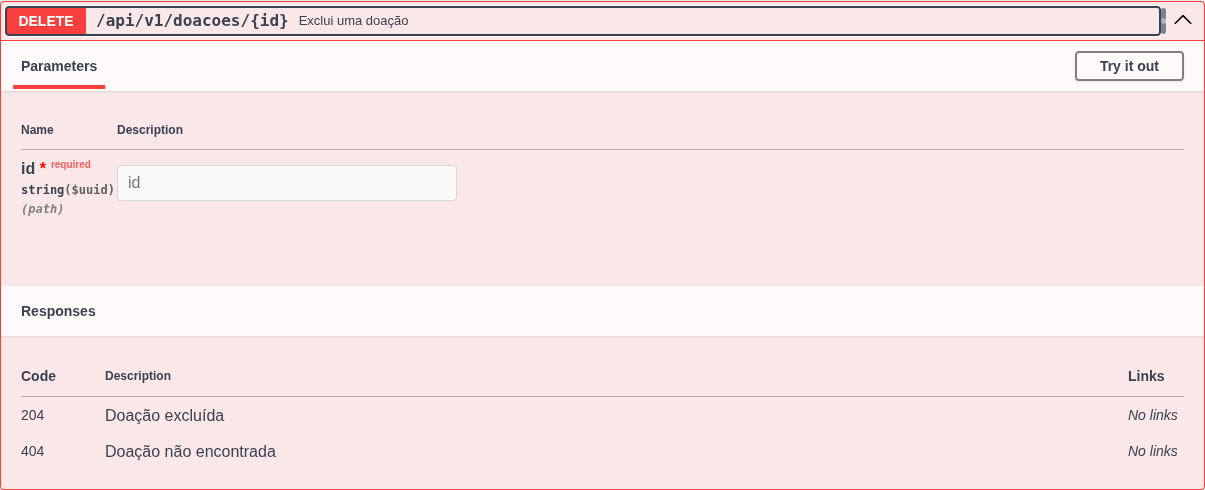 DELETE /api/v1/doacoes/{id} Exclui uma doação
Parameters
Try it out
Name Description
id * required
string($uuid)
(path)
id
Responses
Code Description Links
204 Doação excluída No links
404 Doação não encontrada No links